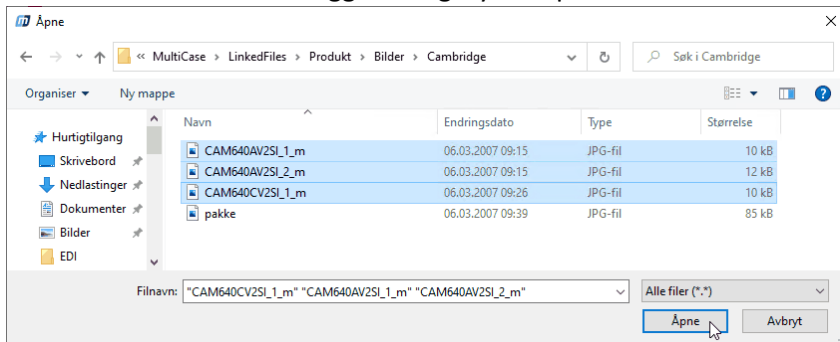 Åpne
« MultiCase › LinkedFiles › Produkt › Bilder › Cambridge
Søk i Cambridge
Organiser
Ny mappe
Navn Endringsdato Type Størrelse
Hurtigtilgang
Skrivebord
Nedlastinger
Dokumenter
Bilder
EDI
CAM640AV2SI_1_m 06.03.2007 09:15 JPG-fil 10 kB
CAM640AV2SI_2_m 06.03.2007 09:15 JPG-fil 12 kB
CAM640CV2SI_1_m 06.03.2007 09:26 JPG-fil 10 kB
pakke 06.03.2007 09:39 JPG-fil 85 kB
Filnavn: "CAM640CV2SI_1_m" "CAM640AV2SI_1_m" "CAM640AV2SI_2_m"
Alle filer (*.*)
Åpne
Avbryt